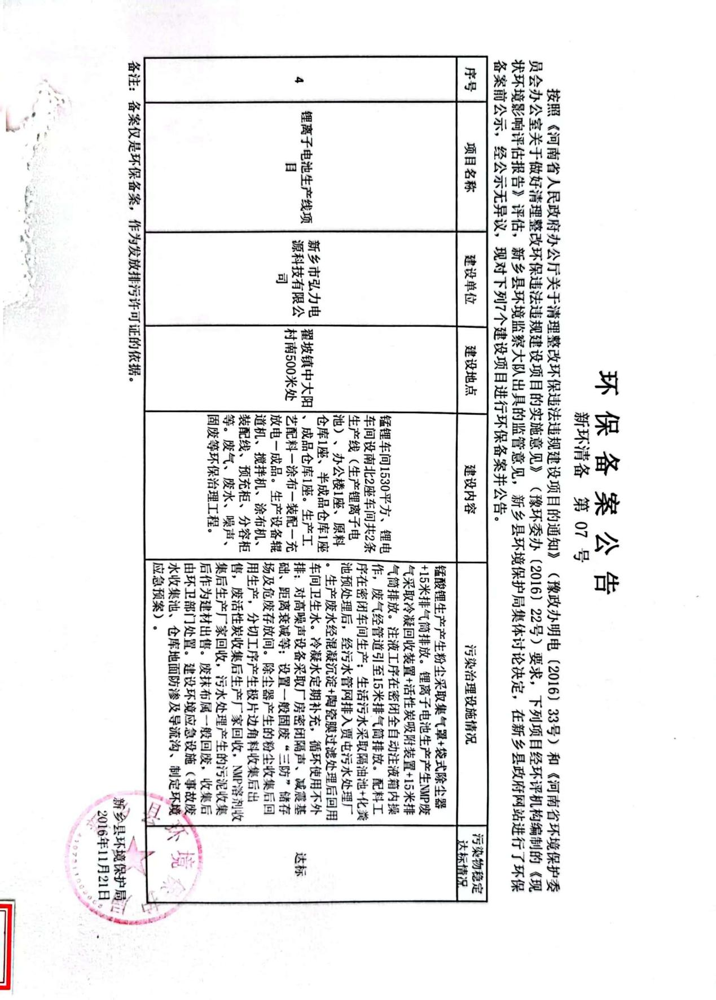 环保备案公告
新环清备 第 07 号
按照《河南省人民政府办公厅关于清理整改环保违法违规建设项目的通知》（豫政办明电〔2016〕33号）和《河南省环境保护委
员会办公室关于做好清理整改环保违法违规建设项目的实施意见》（豫环委办〔2016〕22号）要求，下列项目经环评机构编制的《现
状环境影响评估报告》评估，新乡县环境监察大队出具的监管意见，新乡县环境保护局集体讨论决定，在新乡县政府网站进行了环保
备案前公示，经公示无异议，现对下列7个建设项目进行环保备案并公告。
序号
项目名称
建设单位
建设地点
建设内容
污染治理设施情况
污染物稳定
达标情况
4
锂离子电池生产线项
目
新乡市弘力电
源科技有限公
司
翟坡镇中大阳
村南500米处
锰锂车间1530平方、锂电
车间设南北2座车间共2条
生产线（生产锂离子电
池）、办公楼1座、原料
仓库1座、半成品仓库1座
、成品仓库1座。生产工
艺配料—涂布—装配—充
放电—成品。生产设备辊
道机、搅拌机、涂布机、
装配线、预充柜、分容柜
等。废气、废水、噪声、
固废等环保治理工程。
锰酸锂生产产生粉尘采取集气罩+袋式除尘器
+15米排气筒排放。锂离子电池生产产生NMP废
气采取冷凝回收装置+活性炭吸附装置+15米排
气筒排放。注液工序在密闭全自动注液箱内操
作，废气经管道引至15米排气筒排放。配料工
序在密闭车间生产；生活污水采取隔油池+化粪
池预处理后，经污水管网排入贾屯污水处理厂
。生产废水经混凝沉淀+陶瓷膜过滤处理后回用
车间卫生水。冷凝水定期补充，循环使用不外
排；对高噪声设备采取厂房密闭隔声、减震基
础、距离衰减等；设置一般固废“三防”储存
场及危废存放间。除尘器产生的粉尘收集后回
用生产，分切工序产生极片边角料收集后出
售，废活性炭收集后生产厂家回收，NMP溶剂收
集后生产厂家回收，污水处理产生的污泥收集
后作为建材出售。废抹布属一般回废，收集后
由环卫部门处置。建设环境应急设施（事故废
水收集池、仓库地面防渗及导流沟、制定环境
应急预案）。
达标
备注：备案仅是环保备案，作为发放排污许可证的依据。
新乡县环境保护局
2016年11月21日